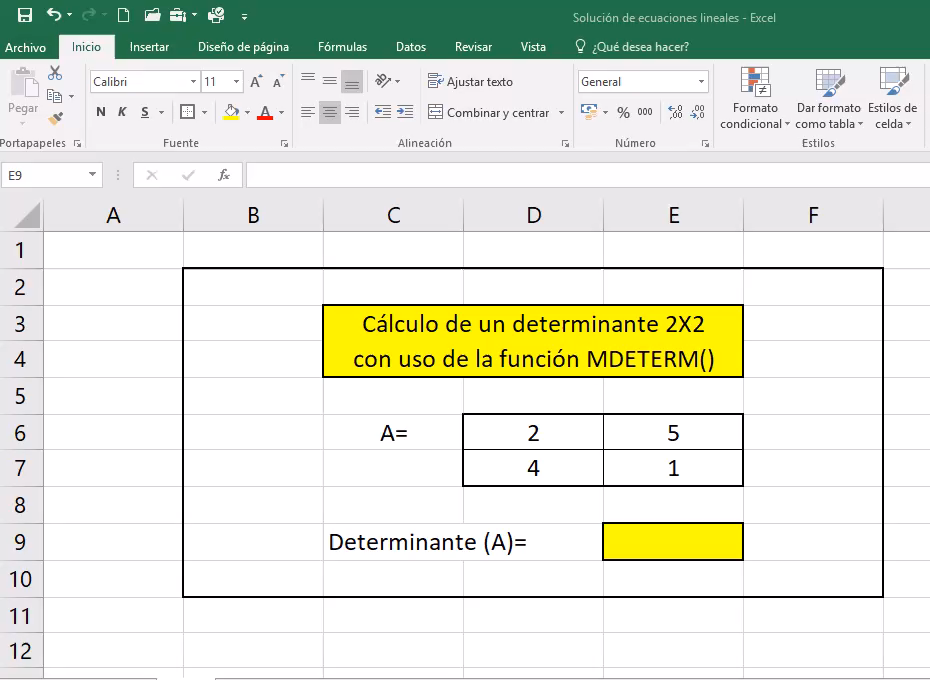 Solución de ecuaciones lineales - Excel
Archivo Inicio Insertar Diseño de página Fórmulas Datos Revisar Vista ¿Qué desea hacer?
Pegar
Calibri 11
Ajustar texto
General
N K S
Combinar y centrar
% 000
Formato condicional
Dar formato como tabla
Estilos de celda
Portapapeles Fuente Alineación Número Estilos
E9 fx
A B C D E F
1
2
3 Cálculo de un determinante 2X2
4 con uso de la función MDETERM()
5
6 A= 2 5
7 4 1
8
9 Determinante (A)=
10
11
12